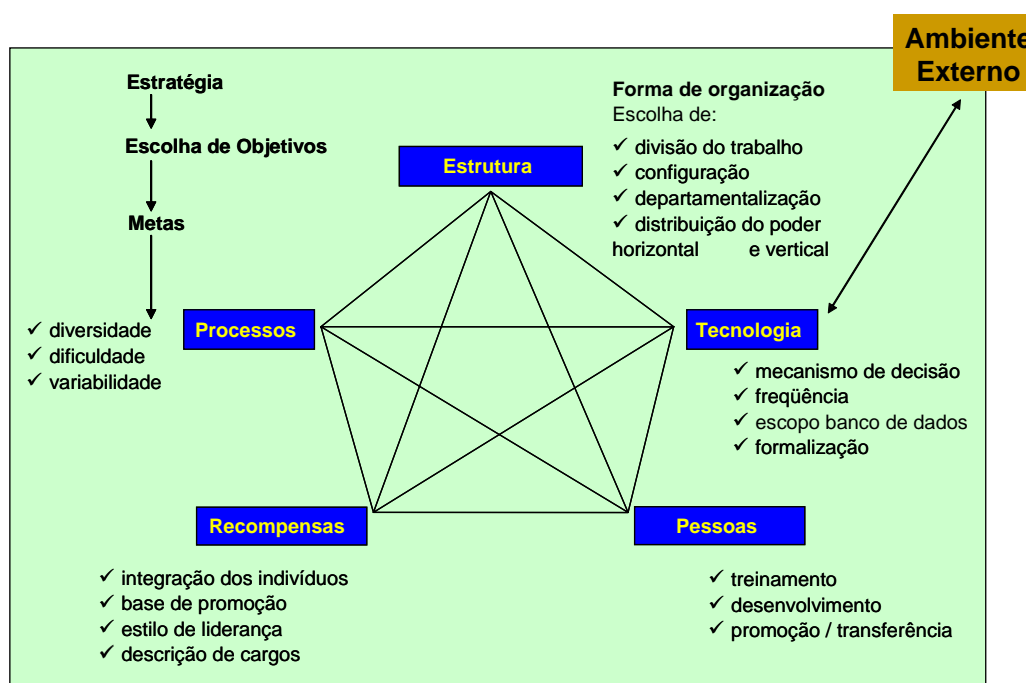 Ambiente
Externo
Estratégia
Escolha de Objetivos
Metas
✓ diversidade
✓ dificuldade
✓ variabilidade
Forma de organização
Escolha de:
✓ divisão do trabalho
✓ configuração
✓ departamentalização
✓ distribuição do poder
horizontal e vertical
Estrutura
Processos
Tecnologia
✓ mecanismo de decisão
✓ freqüência
✓ escopo banco de dados
✓ formalização
Recompensas
✓ integração dos indivíduos
✓ base de promoção
✓ estilo de liderança
✓ descrição de cargos
Pessoas
✓ treinamento
✓ desenvolvimento
✓ promoção / transferência